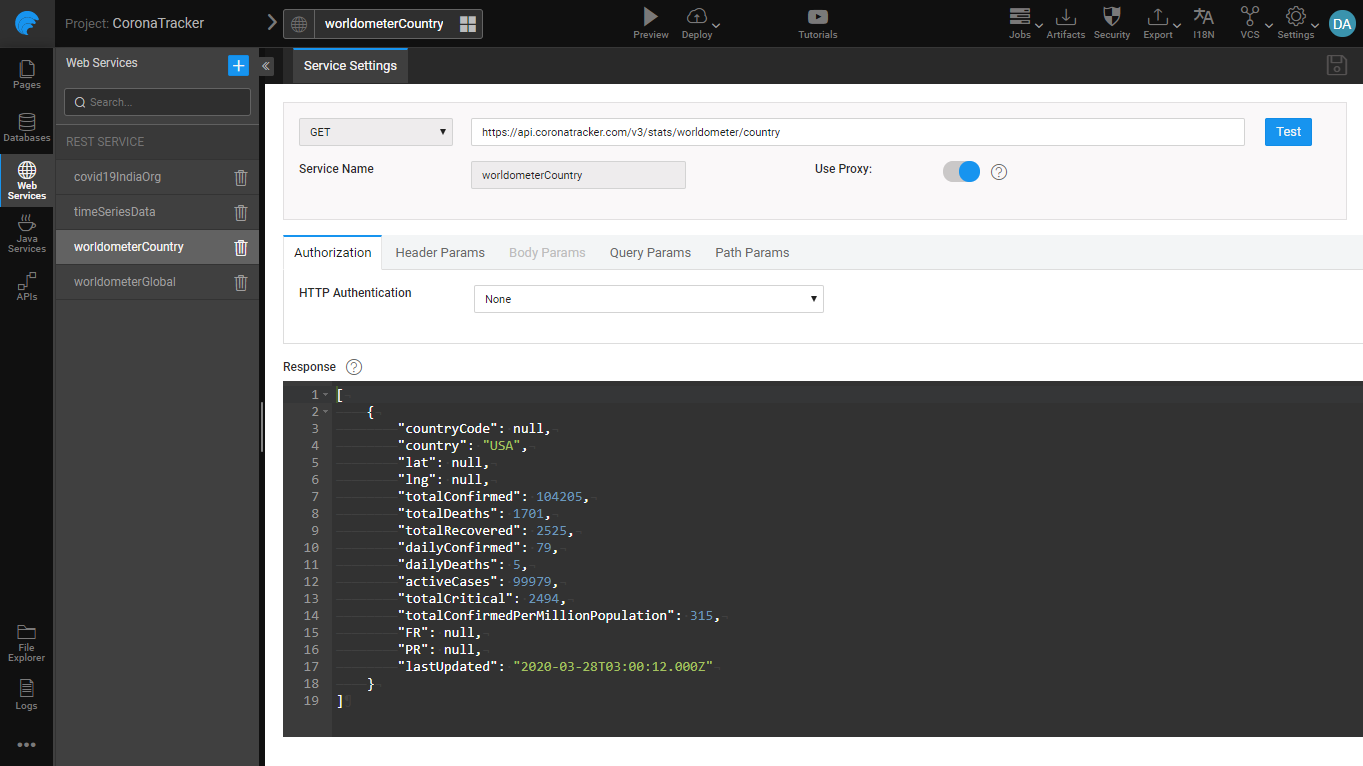 Project: CoronaTracker
worldometerCountry
Preview
Deploy
Tutorials
Jobs
Artifacts
Security
Export
I18N
VCS
Settings
DA
Pages
Databases
Web
Services
Java
Services
APIs
File
Explorer
Logs
Web Services
Search...
REST SERVICE
covid19IndiaOrg
timeSeriesData
worldometerCountry
worldometerGlobal
Service Settings
GET
https://api.coronatracker.com/v3/stats/worldometer/country
Test
Service Name
worldometerCountry
Use Proxy:
?
Authorization
Header Params
Body Params
Query Params
Path Params
HTTP Authentication
None
Response ?
1 [
2 {
3 "countryCode": null,
4 "country": "USA",
5 "lat": null,
6 "lng": null,
7 "totalConfirmed": 104205,
8 "totalDeaths": 1701,
9 "totalRecovered": 2525,
10 "dailyConfirmed": 79,
11 "dailyDeaths": 5,
12 "activeCases": 99979,
13 "totalCritical": 2494,
14 "totalConfirmedPerMillionPopulation": 315,
15 "FR": null,
16 "PR": null,
17 "lastUpdated": "2020-03-28T03:00:12.000Z"
18 }
19 ]